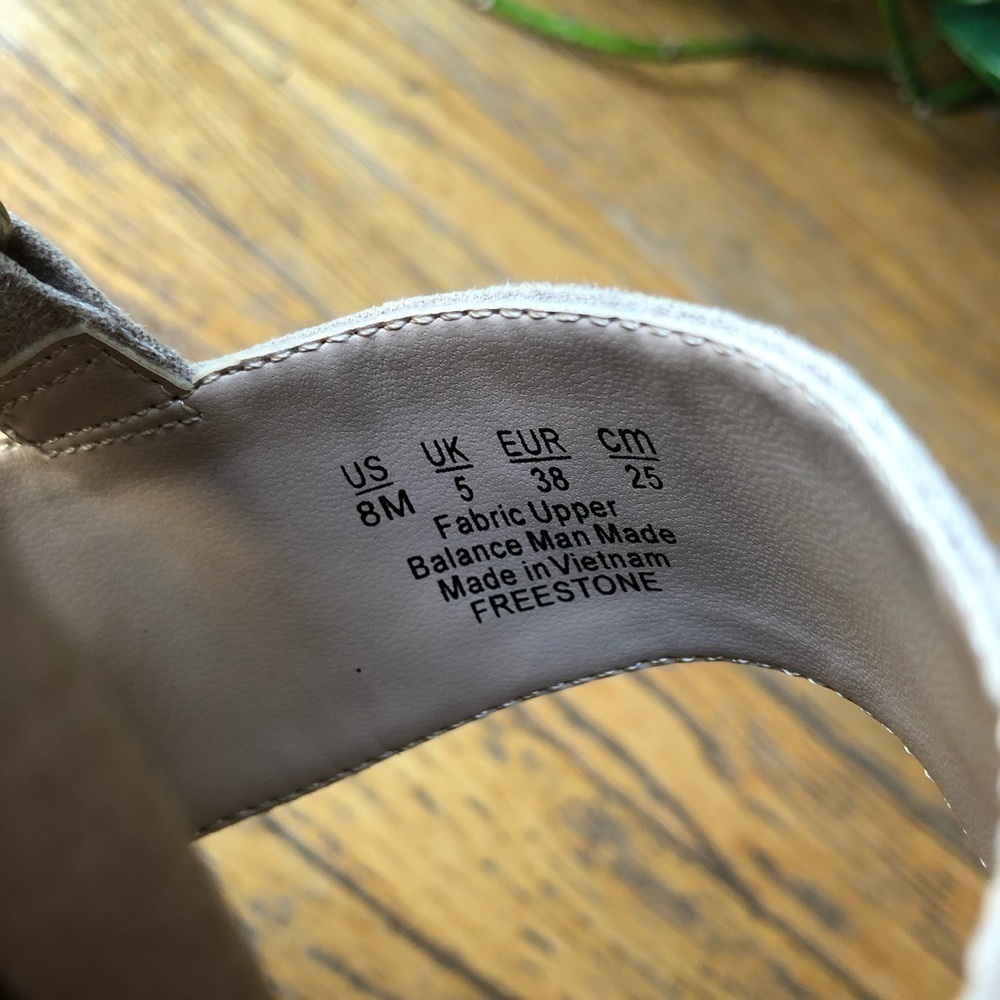 US UK EUR cm
8M 5 38 25
Fabric Upper
Balance Man Made
Made in Vietnam
FREESTONE